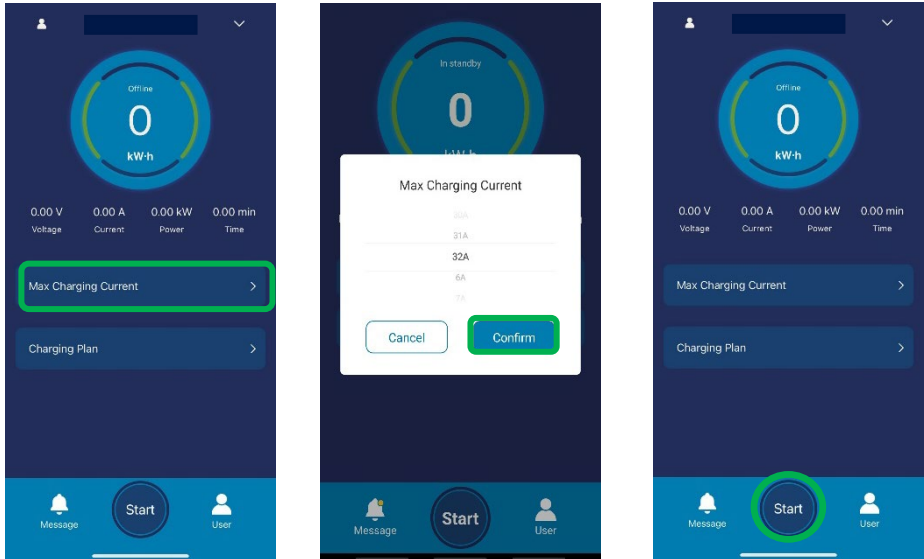 Offline
0
kW·h
0.00 V 0.00 A 0.00 kW 0.00 min
Voltage Current Power Time
Max Charging Current
Charging Plan
Message Start User
In standby
0
kW·h
Max Charging Current
30A
31A
32A
6A
7A
Cancel Confirm
Message Start User
Offline
0
kW·h
0.00 V 0.00 A 0.00 kW 0.00 min
Voltage Current Power Time
Max Charging Current
Charging Plan
Message Start User